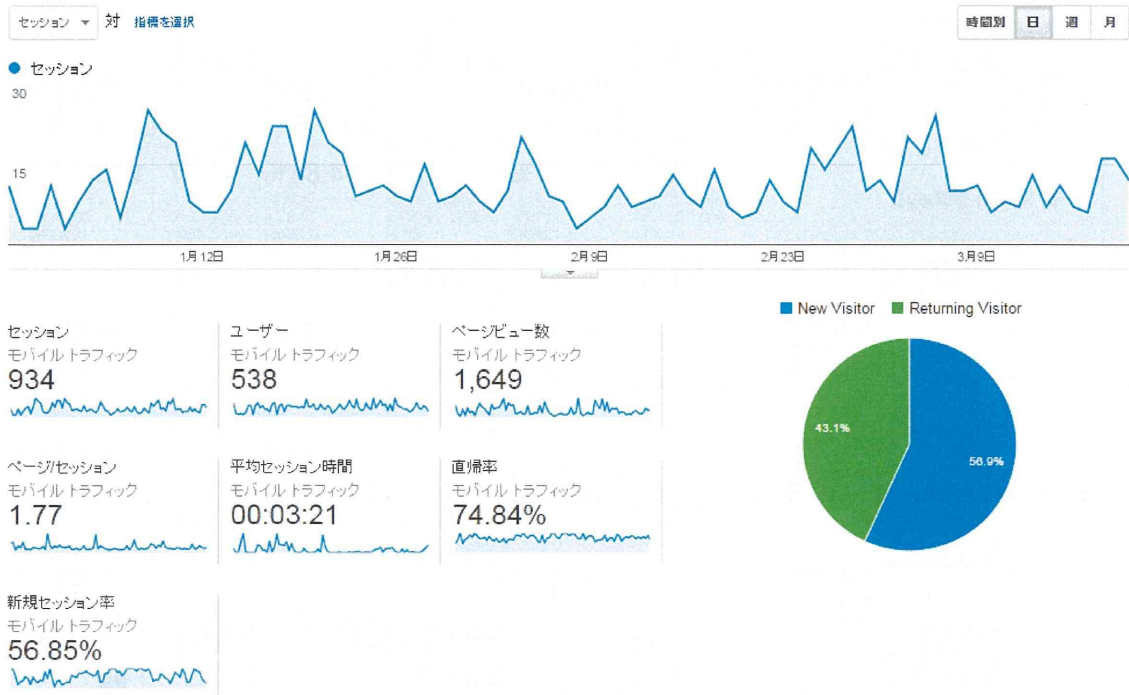 セッション 対 指標を選択
時間別 日 週 月
セッション
30
15
1月12日 1月26日 2月9日 2月23日 3月9日
New Visitor Returning Visitor
セッション
モバイル トラフィック
934
ユーザー
モバイル トラフィック
538
ページビュー数
モバイル トラフィック
1,649
ページ/セッション
モバイル トラフィック
1.77
平均セッション時間
モバイル トラフィック
00:03:21
直帰率
モバイル トラフィック
74.84%
新規セッション率
モバイル トラフィック
56.85%
43.1%
56.9%